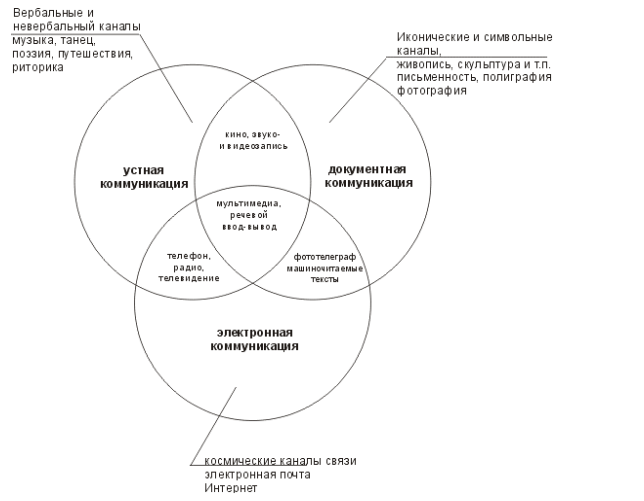 Вербальные и
невербальный каналы
музыка, танец,
поэзия, путешествия,
риторика
Иконические и символьные
каналы,
живопись, скульптура и т.п.
письменность, полиграфия
фотография
кино, звуко-
и видеозапись
устная
коммуникация
документная
коммуникация
мультимедиа,
речевой
ввод-вывод
телефон,
радио,
телевидение
фототелеграф
машиночитаемые
тексты
электронная
коммуникация
космические каналы связи
электронная почта
Интернет